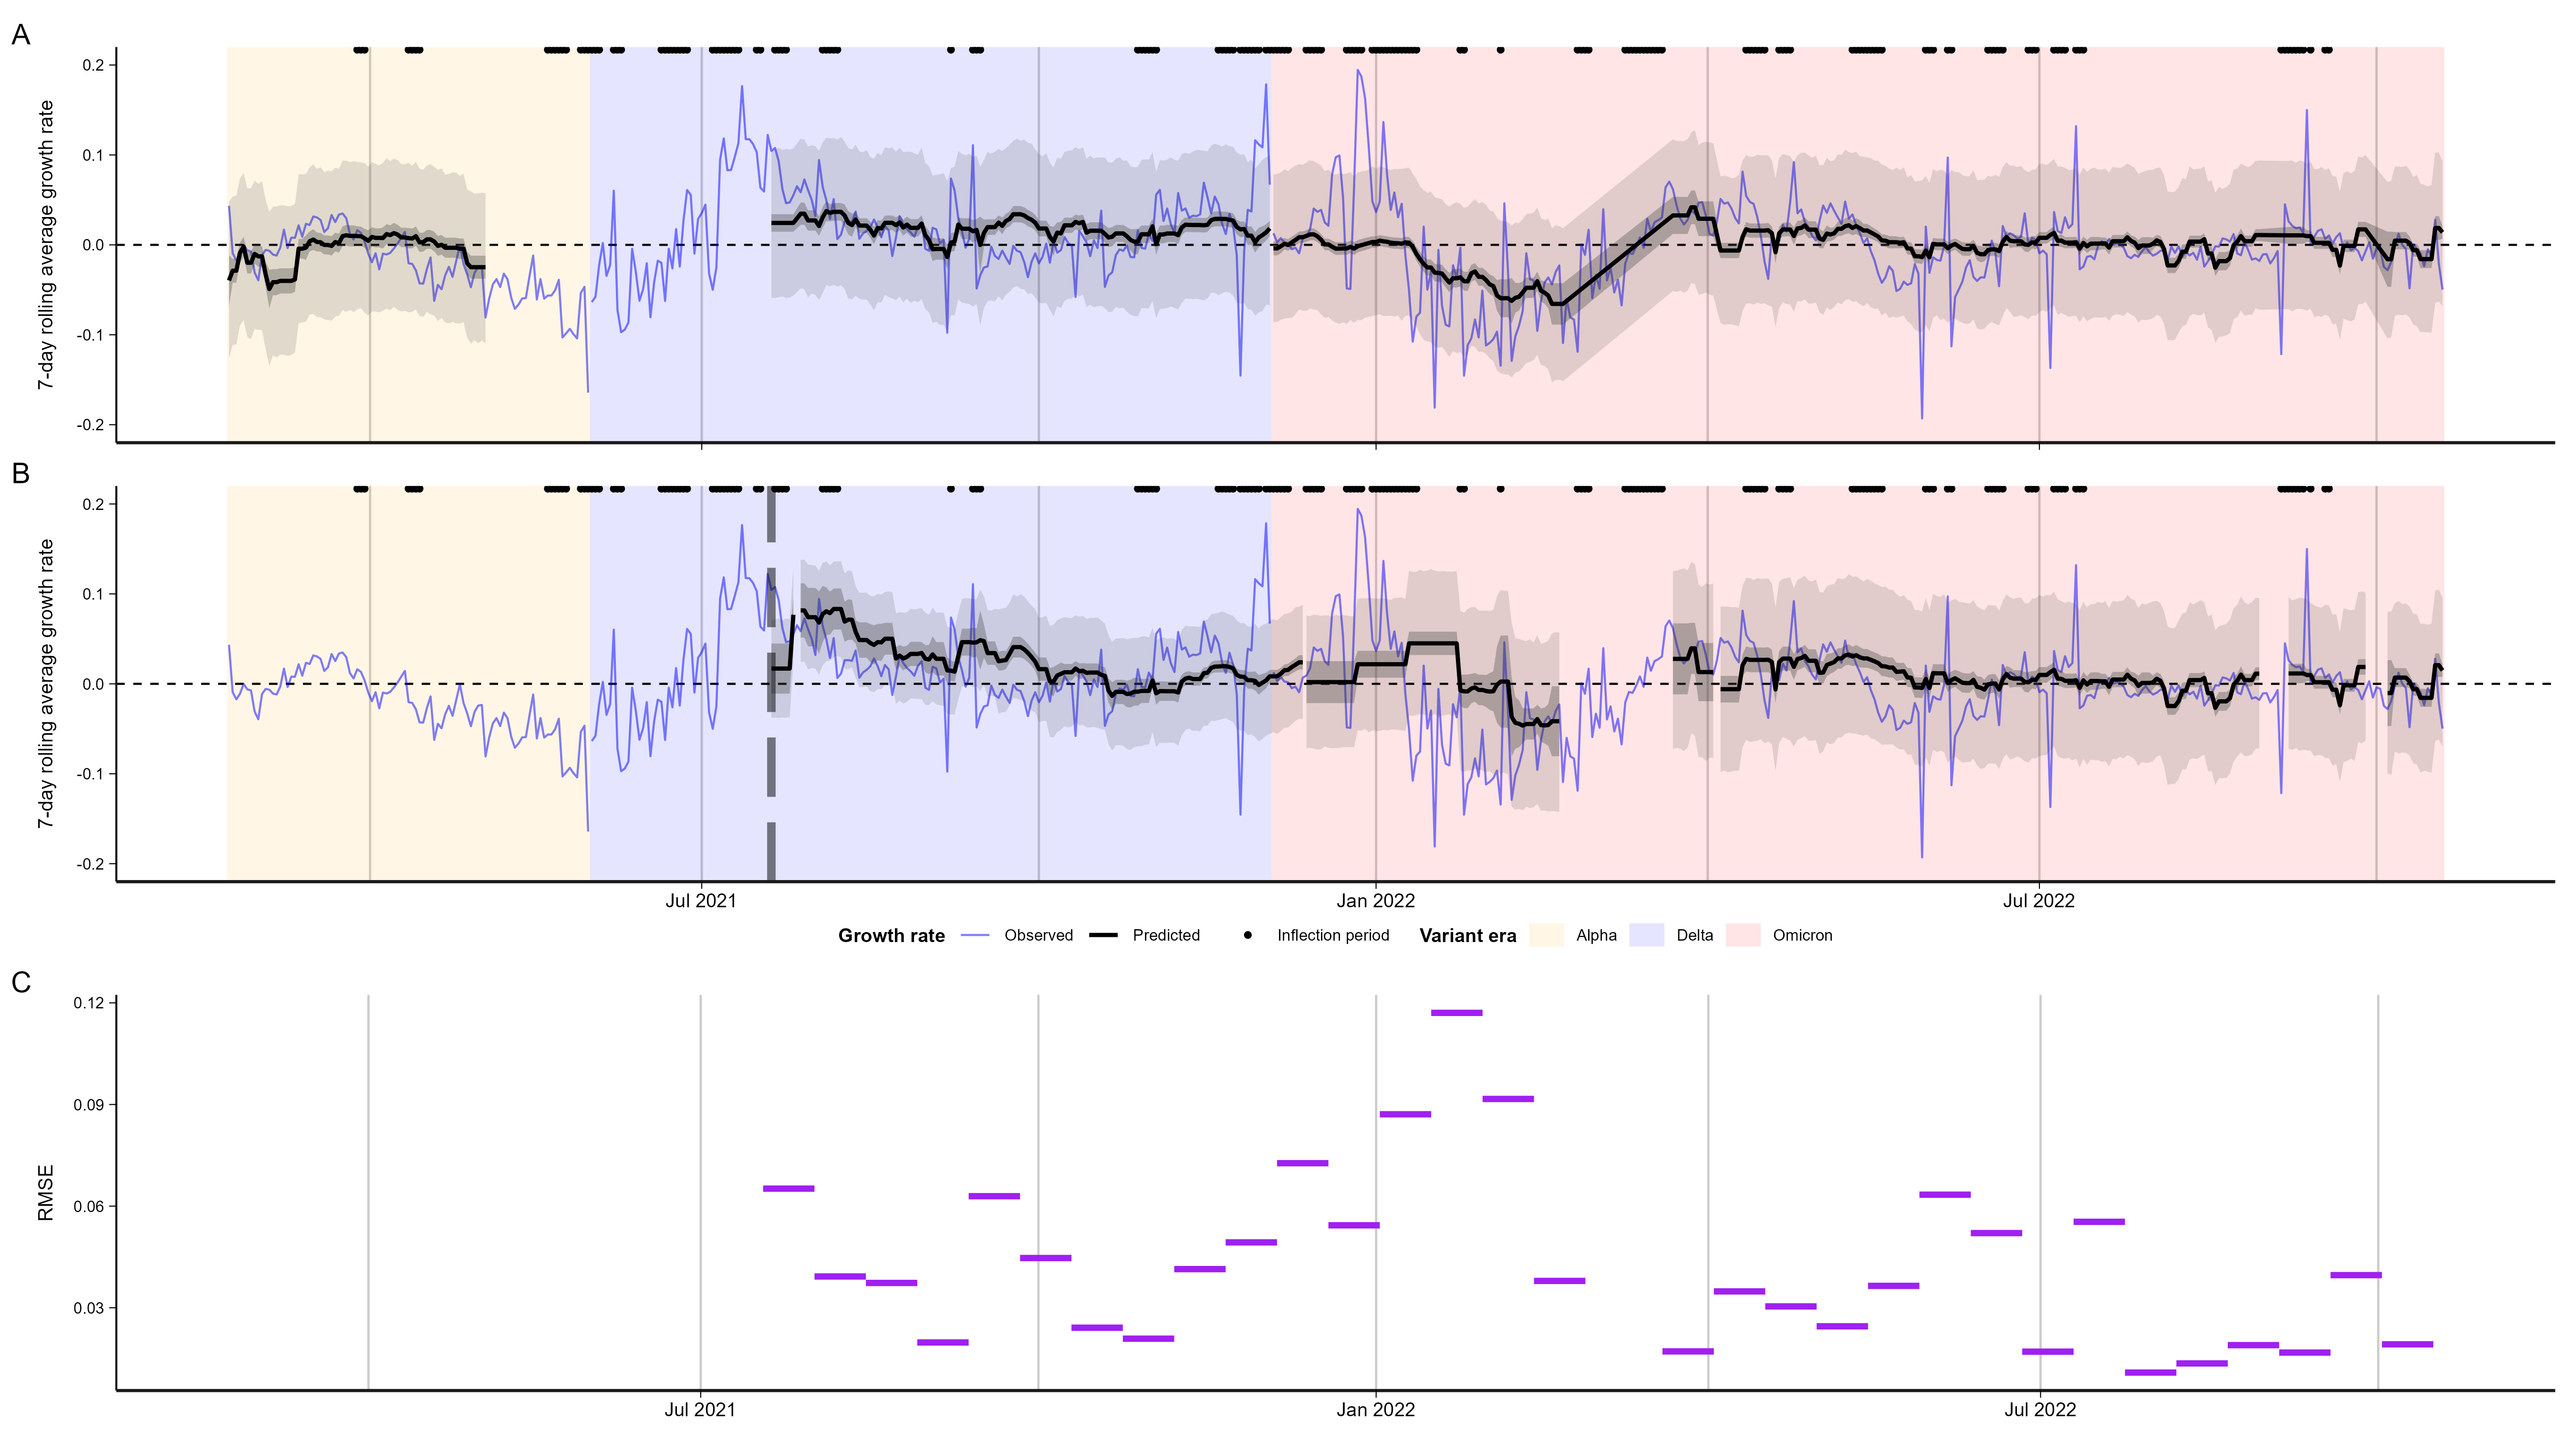 A
7-day rolling average growth rate
0.2
0.1
0.0
-0.1
-0.2
B
7-day rolling average growth rate
0.2
0.1
0.0
-0.1
-0.2
Jul 2021 Jan 2022 Jul 2022
Growth rate Observed Predicted Inflection period Variant era Alpha Delta Omicron
C
RMSE
0.12
0.09
0.06
0.03
Jul 2021 Jan 2022 Jul 2022